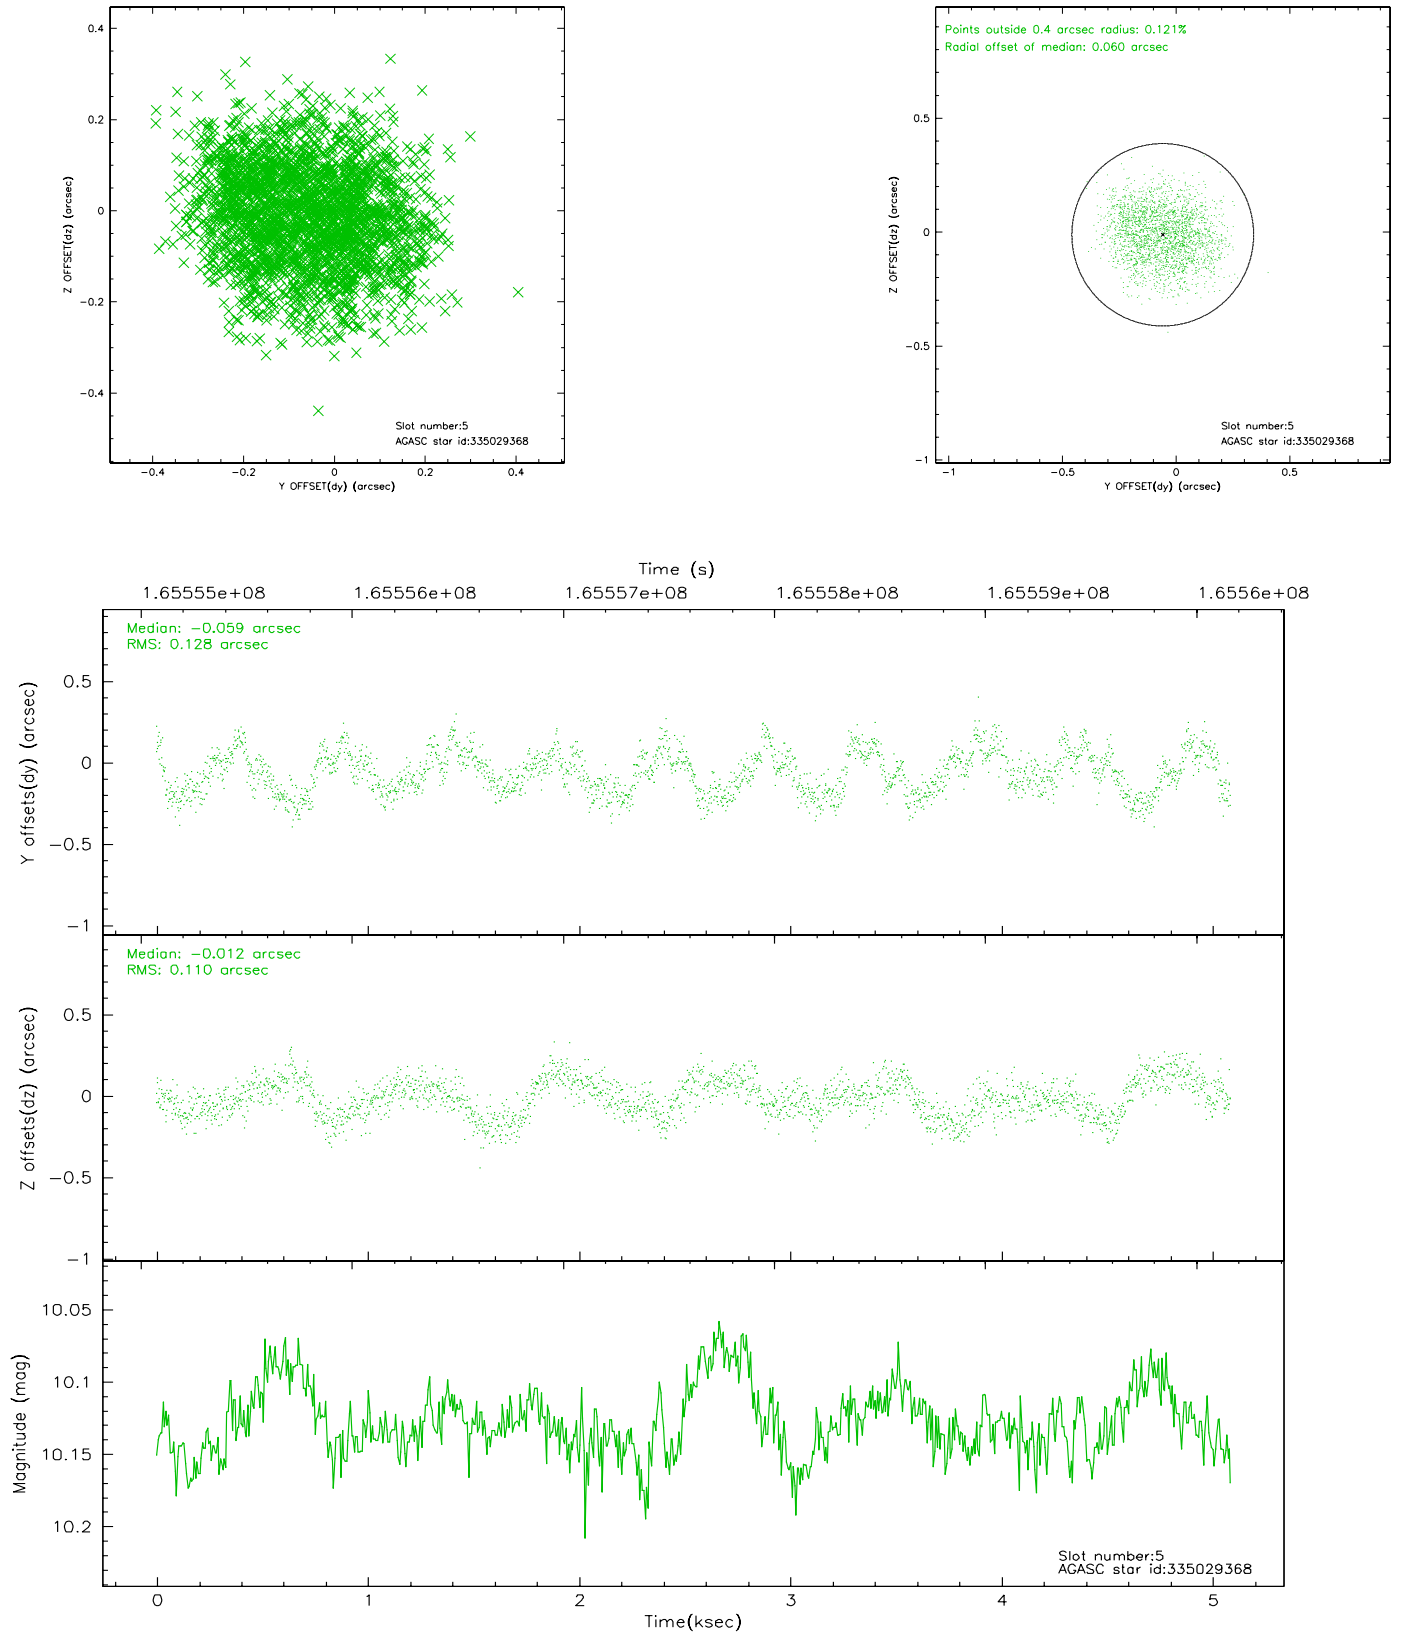 0.4
0.2
0
-0.2
-0.4
Z OFFSET(dz) (arcsec)
-0.4 -0.2 0 0.2 0.4
Y OFFSET(dy) (arcsec)
Slot number:5
AGASC star id:335029368
Points outside 0.4 arcsec radius: 0.121%
Radial offset of median: 0.060 arcsec
0.5
0
-0.5
-1
Z OFFSET(dz) (arcsec)
-1 -0.5 0 0.5
Y OFFSET(dy) (arcsec)
Slot number:5
AGASC star id:335029368
Time (s)
1.65555e+08 1.65556e+08 1.65557e+08 1.65558e+08 1.65559e+08 1.6556e+08
Median: -0.059 arcsec
RMS: 0.128 arcsec
0.5
0
-0.5
-1
Y offsets(dy) (arcsec)
Median: -0.012 arcsec
RMS: 0.110 arcsec
0.5
0
-0.5
-1
Z offsets(dz) (arcsec)
10.05
10.1
10.15
10.2
Magnitude (mag)
Slot number:5
AGASC star id:335029368
0 1 2 3 4 5
Time(ksec)